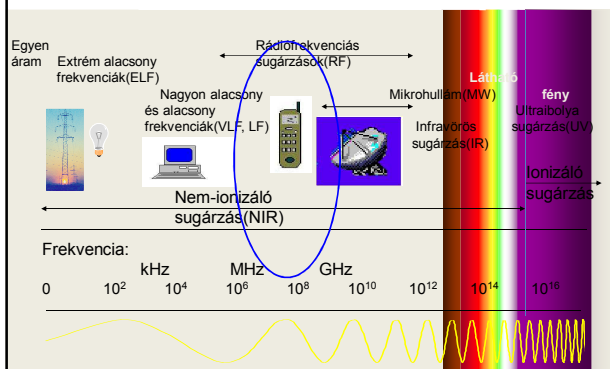 Egyen
áram
Extrém alacsony
frekvenciák(ELF)
Rádiófrekvenciás
sugárzások(RF)
Nagyon alacsony
és alacsony
frekvenciák(VLF, LF)
Mikrohullám(MW)
Infravörös
sugárzás(IR)
Látható
fény
Ultraibolya
sugárzás(UV)
Ionizáló
sugárzás
Nem-ionizáló
sugárzás(NIR)
Frekvencia:
kHz MHz GHz
0 10² 10⁴ 10⁶ 10⁸ 10¹⁰ 10¹² 10¹⁴ 10¹⁶